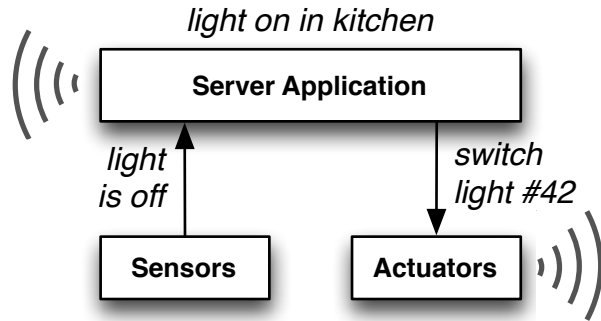 light on in kitchen
Server Application
light
is off
switch
light #42
Sensors
Actuators